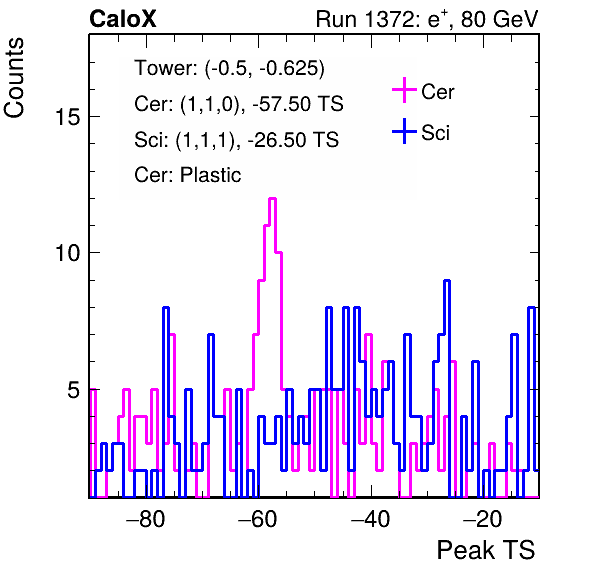 CaloX Run 1372: e⁺, 80 GeV
Counts
Tower: (-0.5, -0.625)
Cer: (1,1,0), -57.50 TS
Sci: (1,1,1), -26.50 TS
Cer: Plastic
Cer
Sci
15
10
5
−80 −60 −40 −20
Peak TS